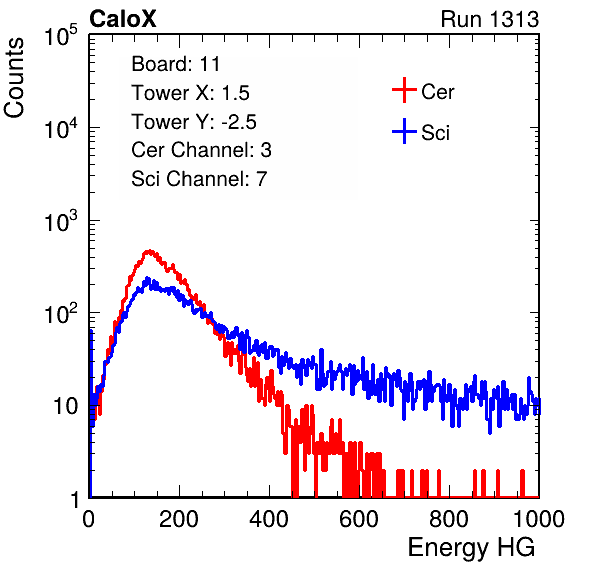 CaloX Run 1313
Counts
Board: 11
Tower X: 1.5
Tower Y: -2.5
Cer Channel: 3
Sci Channel: 7
Cer
Sci
10^5
10^4
10^3
10^2
10
1
0 200 400 600 800 1000
Energy HG